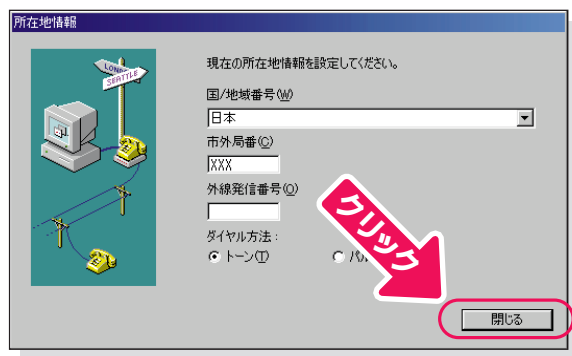 所在地情報
LONDON
SEATTLE
現在の所在地情報を設定してください。
国/地域番号(W)
日本
市外局番(C)
XXX
外線発信番号(O)
ダイヤル方法:
トーン(T)
クリック
閉じる